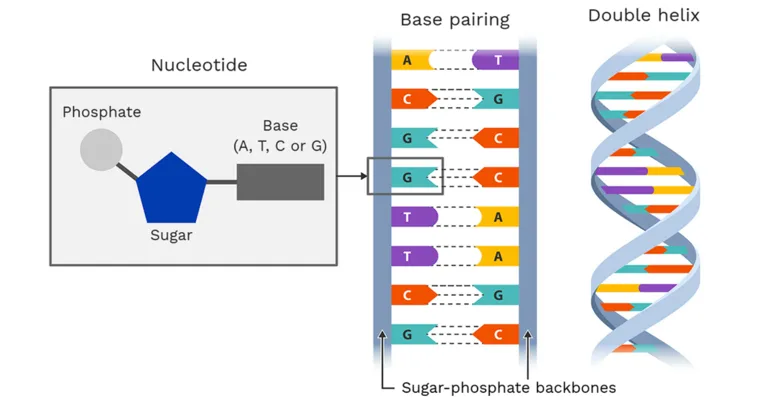 Nucleotide
Phosphate
Base
(A, T, C or G)
Sugar
Base pairing
A T
C G
G C
G C
T A
T A
C G
G C
Sugar-phosphate backbones
Double helix